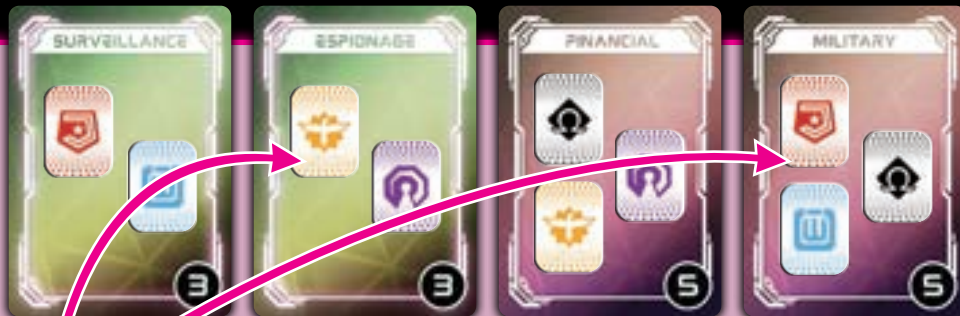 SURVEILLANCE
ESPIONAGE
FINANCIAL
MILITARY
3
3
5
5